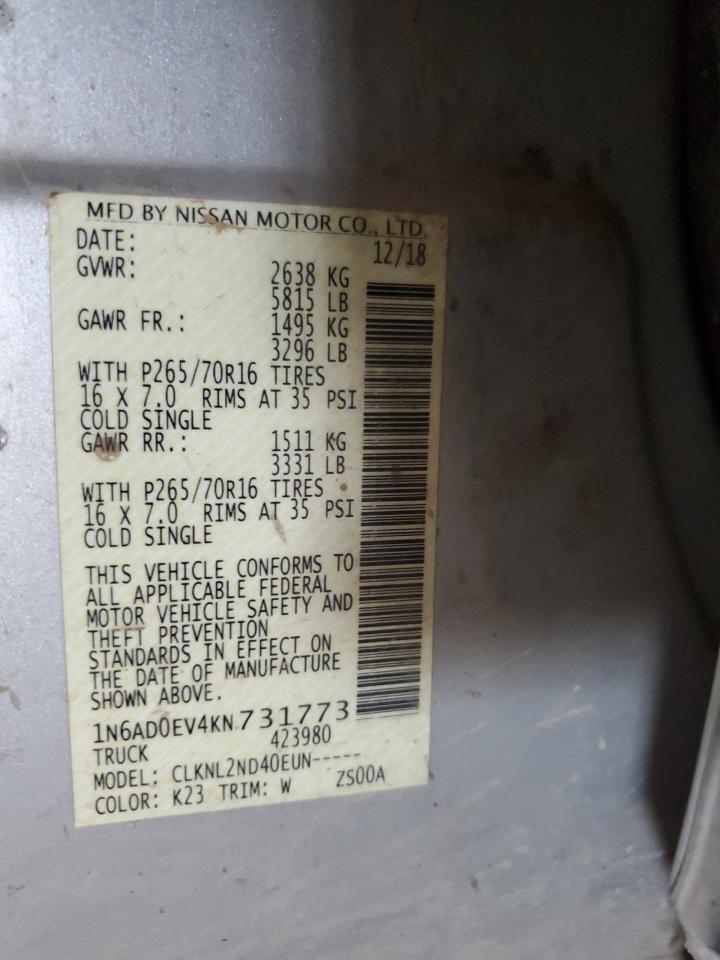 MFD BY NISSAN MOTOR CO., LTD.
DATE: 12/18
GVWR: 2638 KG
5815 LB
GAWR FR.: 1495 KG
3296 LB
WITH P265/70R16 TIRES
16 X 7.0 RIMS AT 35 PSI
COLD SINGLE
GAWR RR.: 1511 KG
3331 LB
WITH P265/70R16 TIRES
16 X 7.0 RIMS AT 35 PSI
COLD SINGLE
THIS VEHICLE CONFORMS TO
ALL APPLICABLE FEDERAL
MOTOR VEHICLE SAFETY AND
THEFT PREVENTION
STANDARDS IN EFFECT ON
THE DATE OF MANUFACTURE
SHOWN ABOVE.
1N6AD0EV4KN731773
TRUCK 423980
MODEL: CLKNL2ND40EUN-----
COLOR: K23 TRIM: W ZS00A